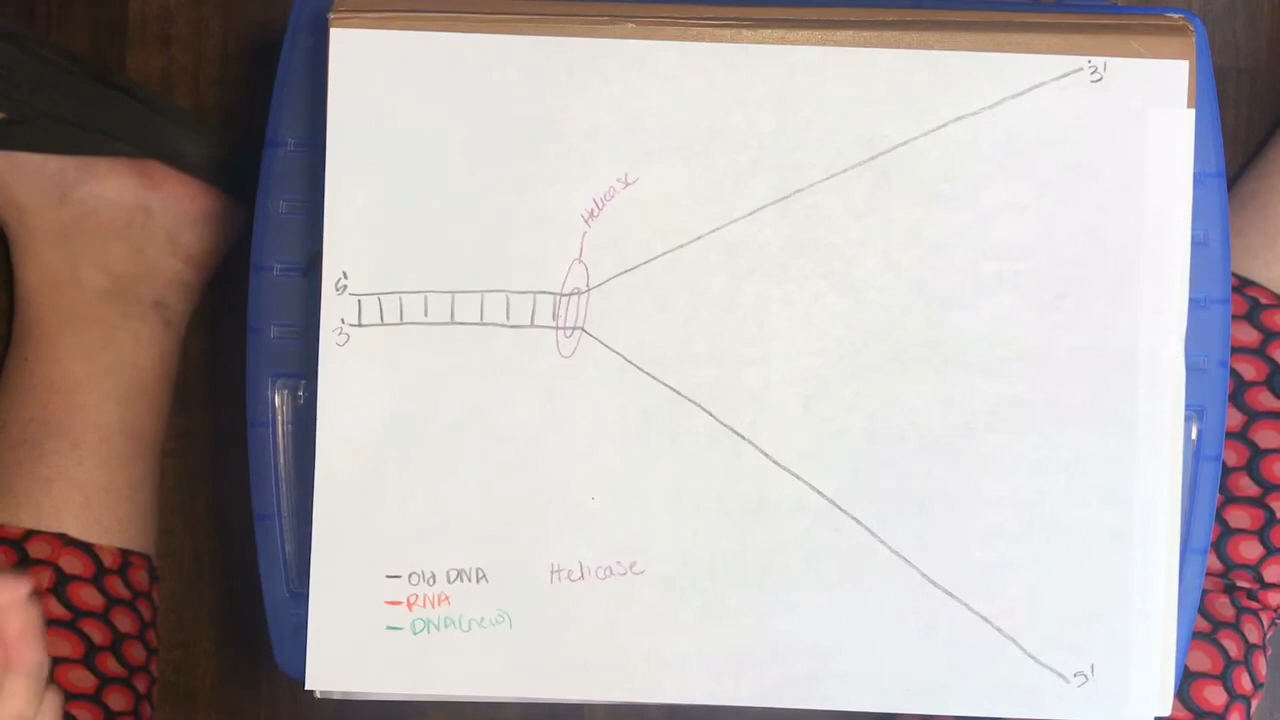 3'
Helicase
5'
3'
– Old DNA
Helicase
– RNA
– DNA(new)
5'